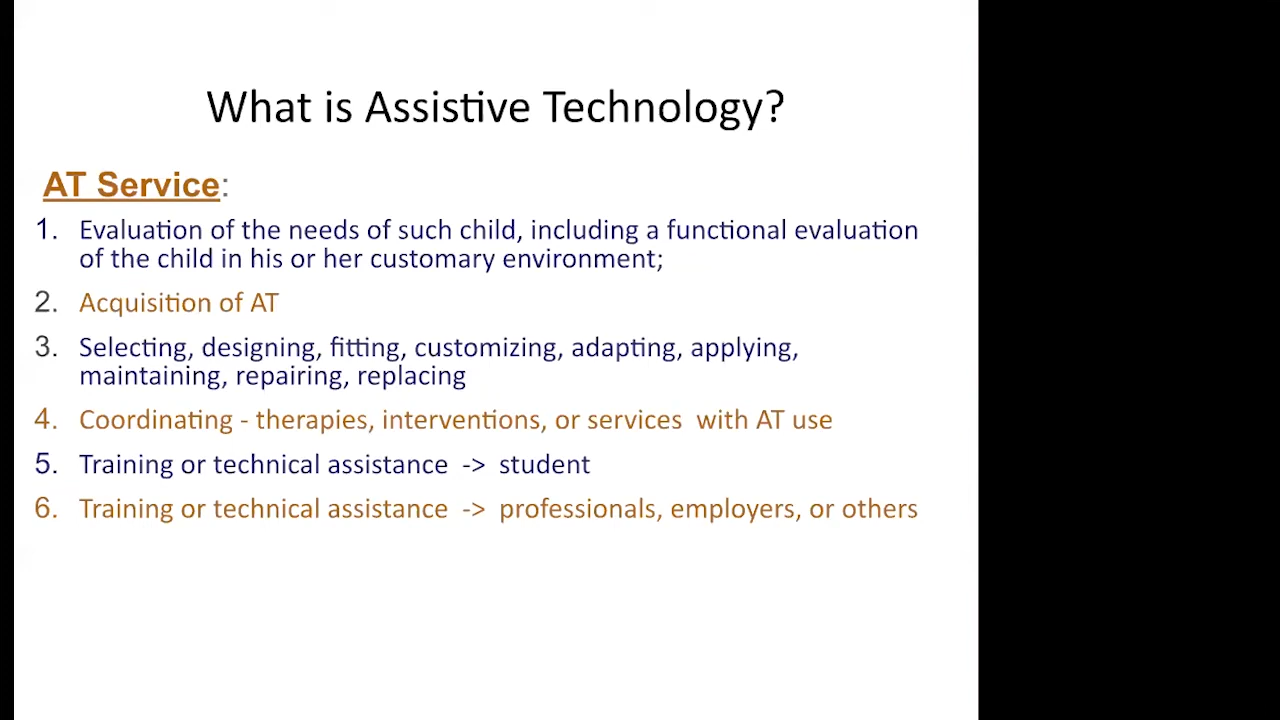 What is Assistive Technology?
AT Service:
1. Evaluation of the needs of such child, including a functional evaluation
of the child in his or her customary environment;
2. Acquisition of AT
3. Selecting, designing, fitting, customizing, adapting, applying,
maintaining, repairing, replacing
4. Coordinating - therapies, interventions, or services  with AT use
5. Training or technical assistance  ->  student
6. Training or technical assistance  ->  professionals, employers, or others